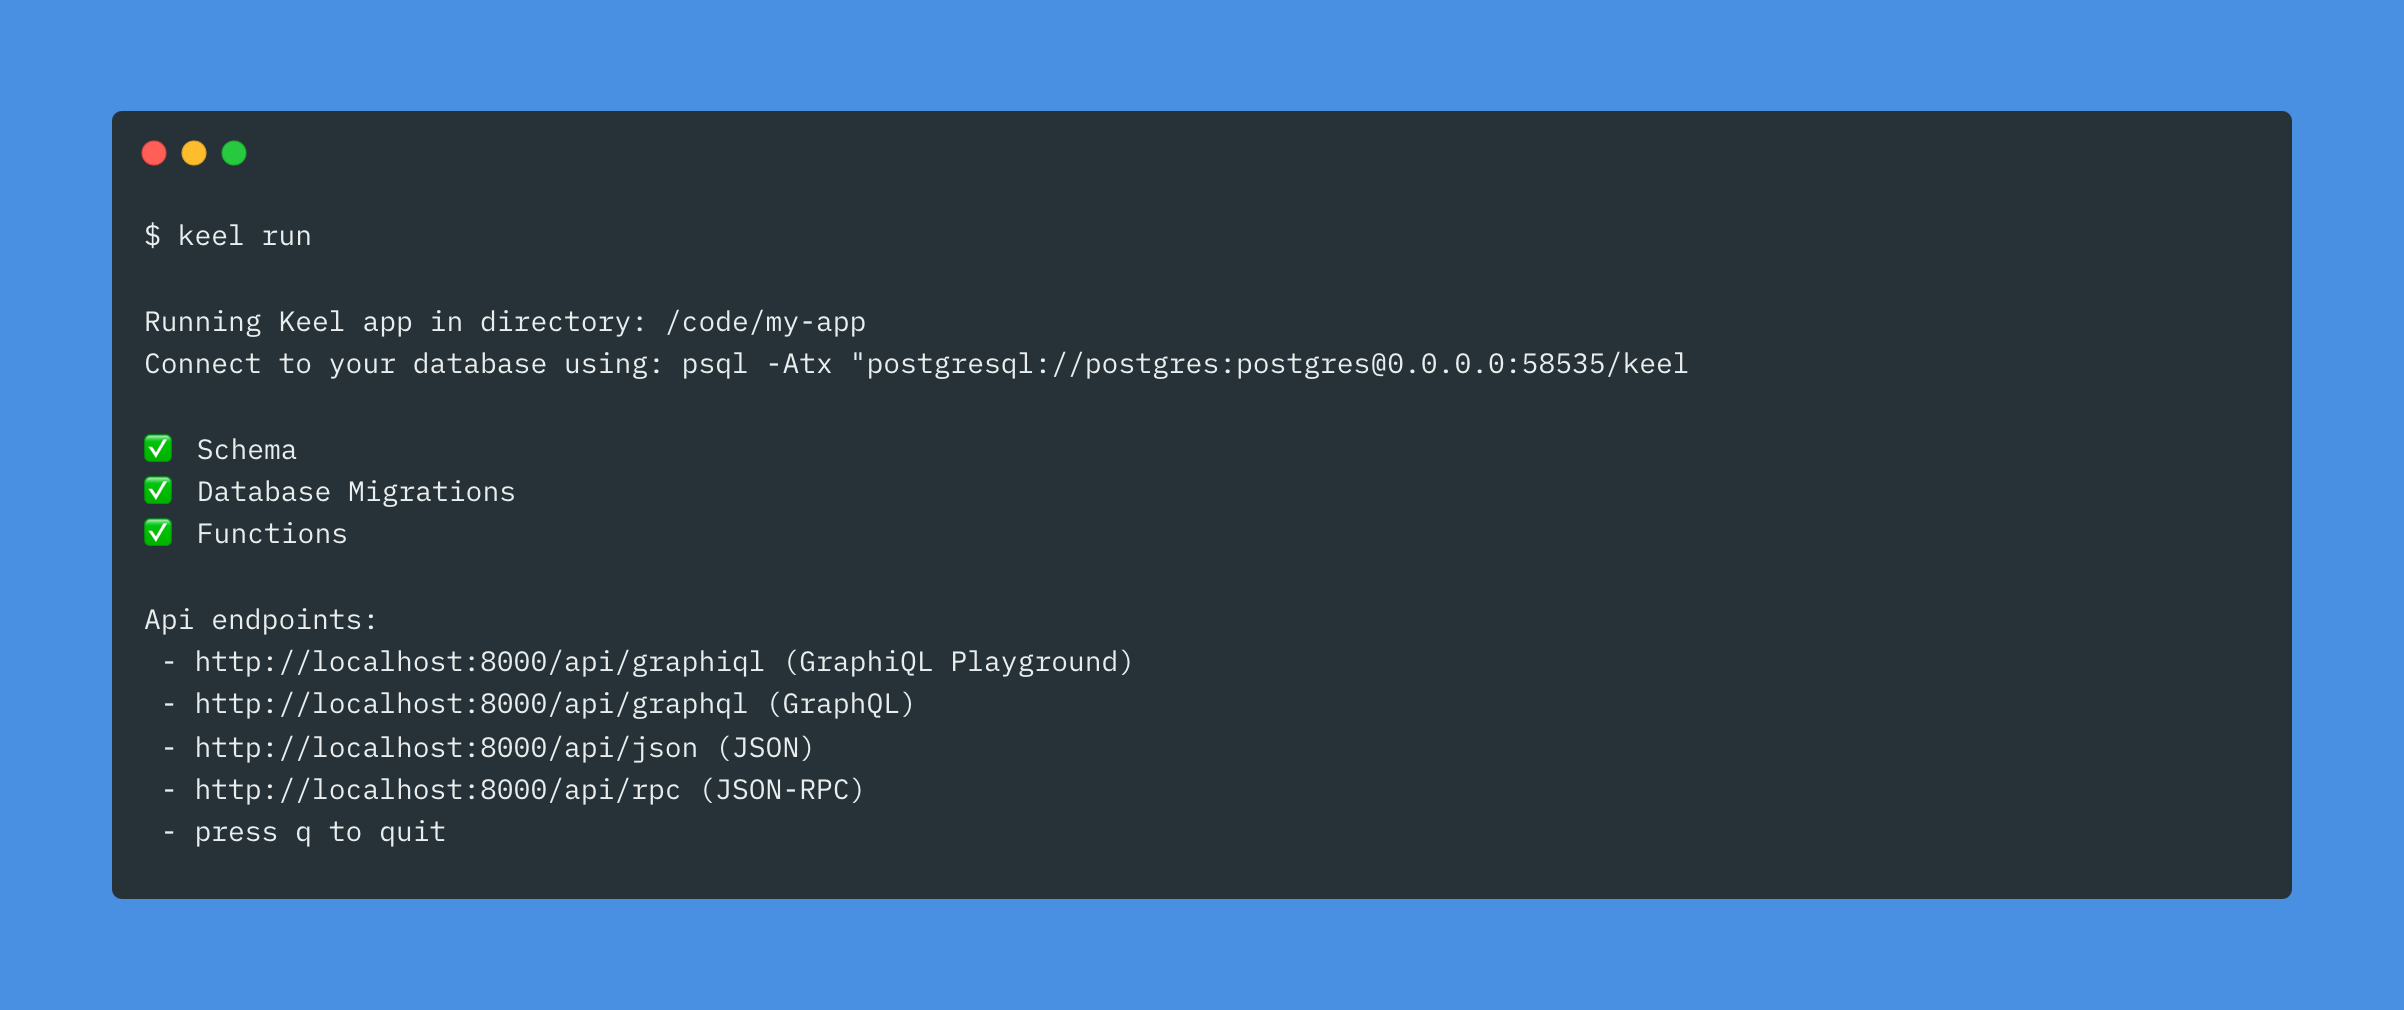 $ keel run
Running Keel app in directory: /code/my-app
Connect to your database using: psql -Atx "postgresql://postgres:postgres@0.0.0.0:58535/keel
✅ Schema
✅ Database Migrations
✅ Functions
Api endpoints:
- http://localhost:8000/api/graphiql (GraphiQL Playground)
- http://localhost:8000/api/graphql (GraphQL)
- http://localhost:8000/api/json (JSON)
- http://localhost:8000/api/rpc (JSON-RPC)
- press q to quit